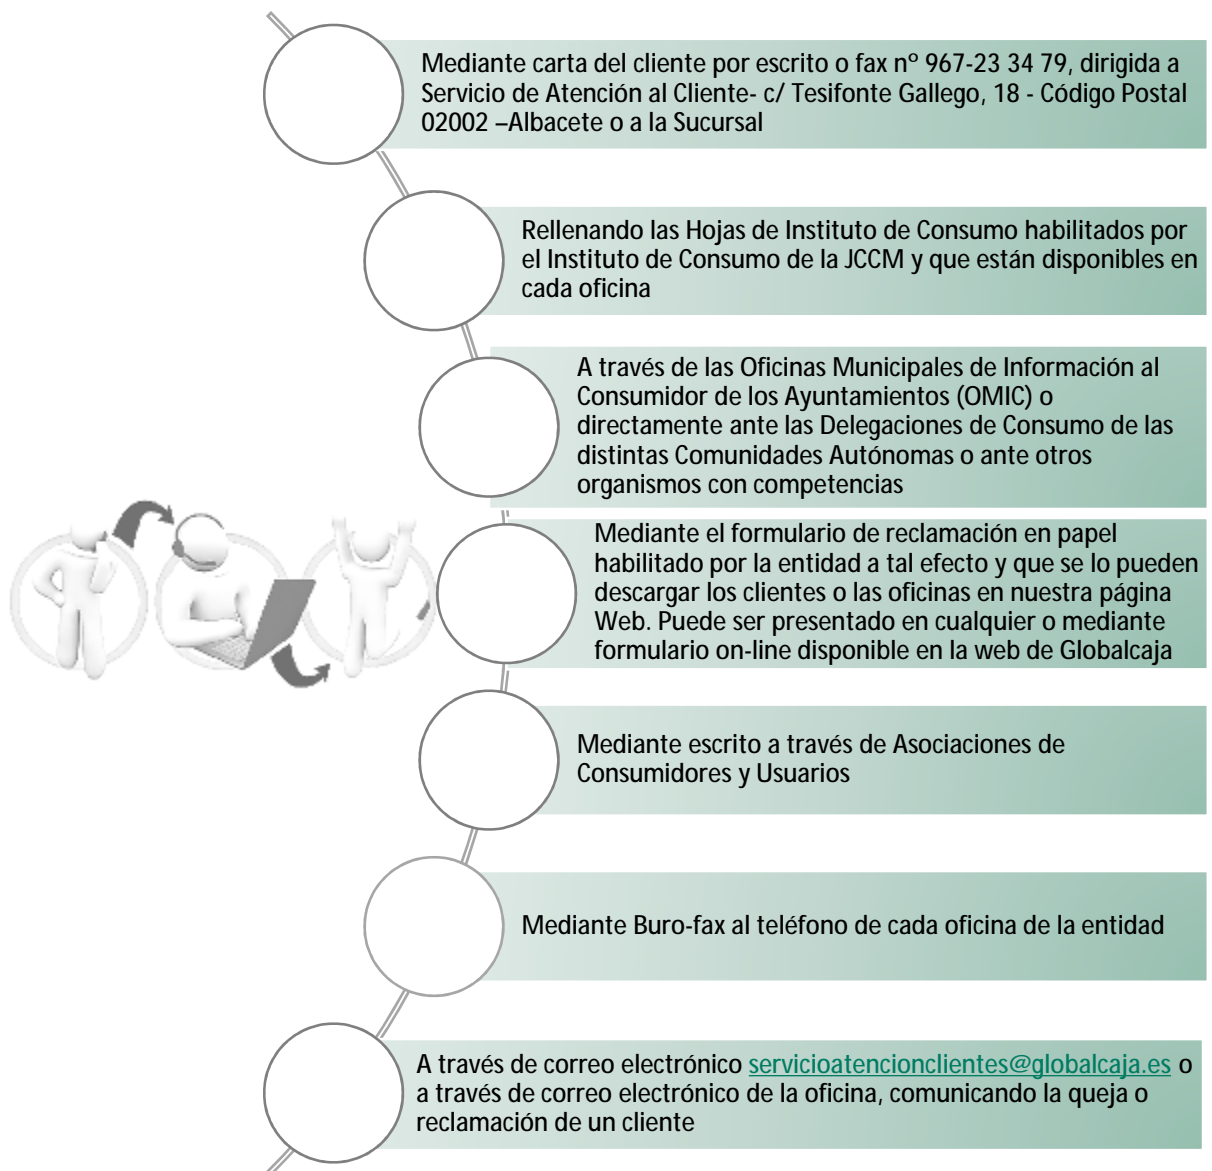 Mediante carta del cliente por escrito o fax nº 967-23 34 79, dirigida a
Servicio de Atención al Cliente- c/ Tesifonte Gallego, 18 - Código Postal
02002 –Albacete o a la Sucursal
Rellenando las Hojas de Instituto de Consumo habilitados por
el Instituto de Consumo de la JCCM y que están disponibles en
cada oficina
A través de las Oficinas Municipales de Información al
Consumidor de los Ayuntamientos (OMIC) o
directamente ante las Delegaciones de Consumo de las
distintas Comunidades Autónomas o ante otros
organismos con competencias
Mediante el formulario de reclamación en papel
habilitado por la entidad a tal efecto y que se lo pueden
descargar los clientes o las oficinas en nuestra página
Web. Puede ser presentado en cualquier o mediante
formulario on-line disponible en la web de Globalcaja
Mediante escrito a través de Asociaciones de
Consumidores y Usuarios
Mediante Buro-fax al teléfono de cada oficina de la entidad
A través de correo electrónico servicioatencionclientes@globalcaja.es o
a través de correo electrónico de la oficina, comunicando la queja o
reclamación de un cliente